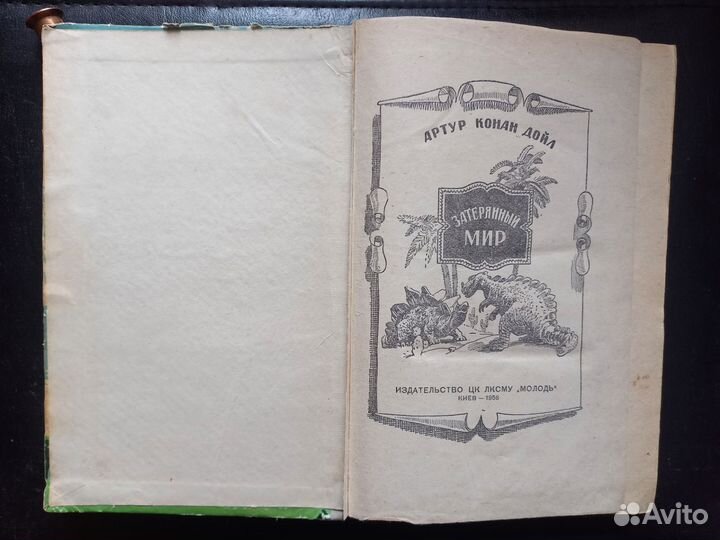 АРТУР КОНАН ДОЙЛ
ЗАТЕРЯННЫЙ
МИР
ИЗДАТЕЛЬСТВО ЦК ЛКСМУ „МОЛОДЬ“
КИЕВ — 1956
Avito